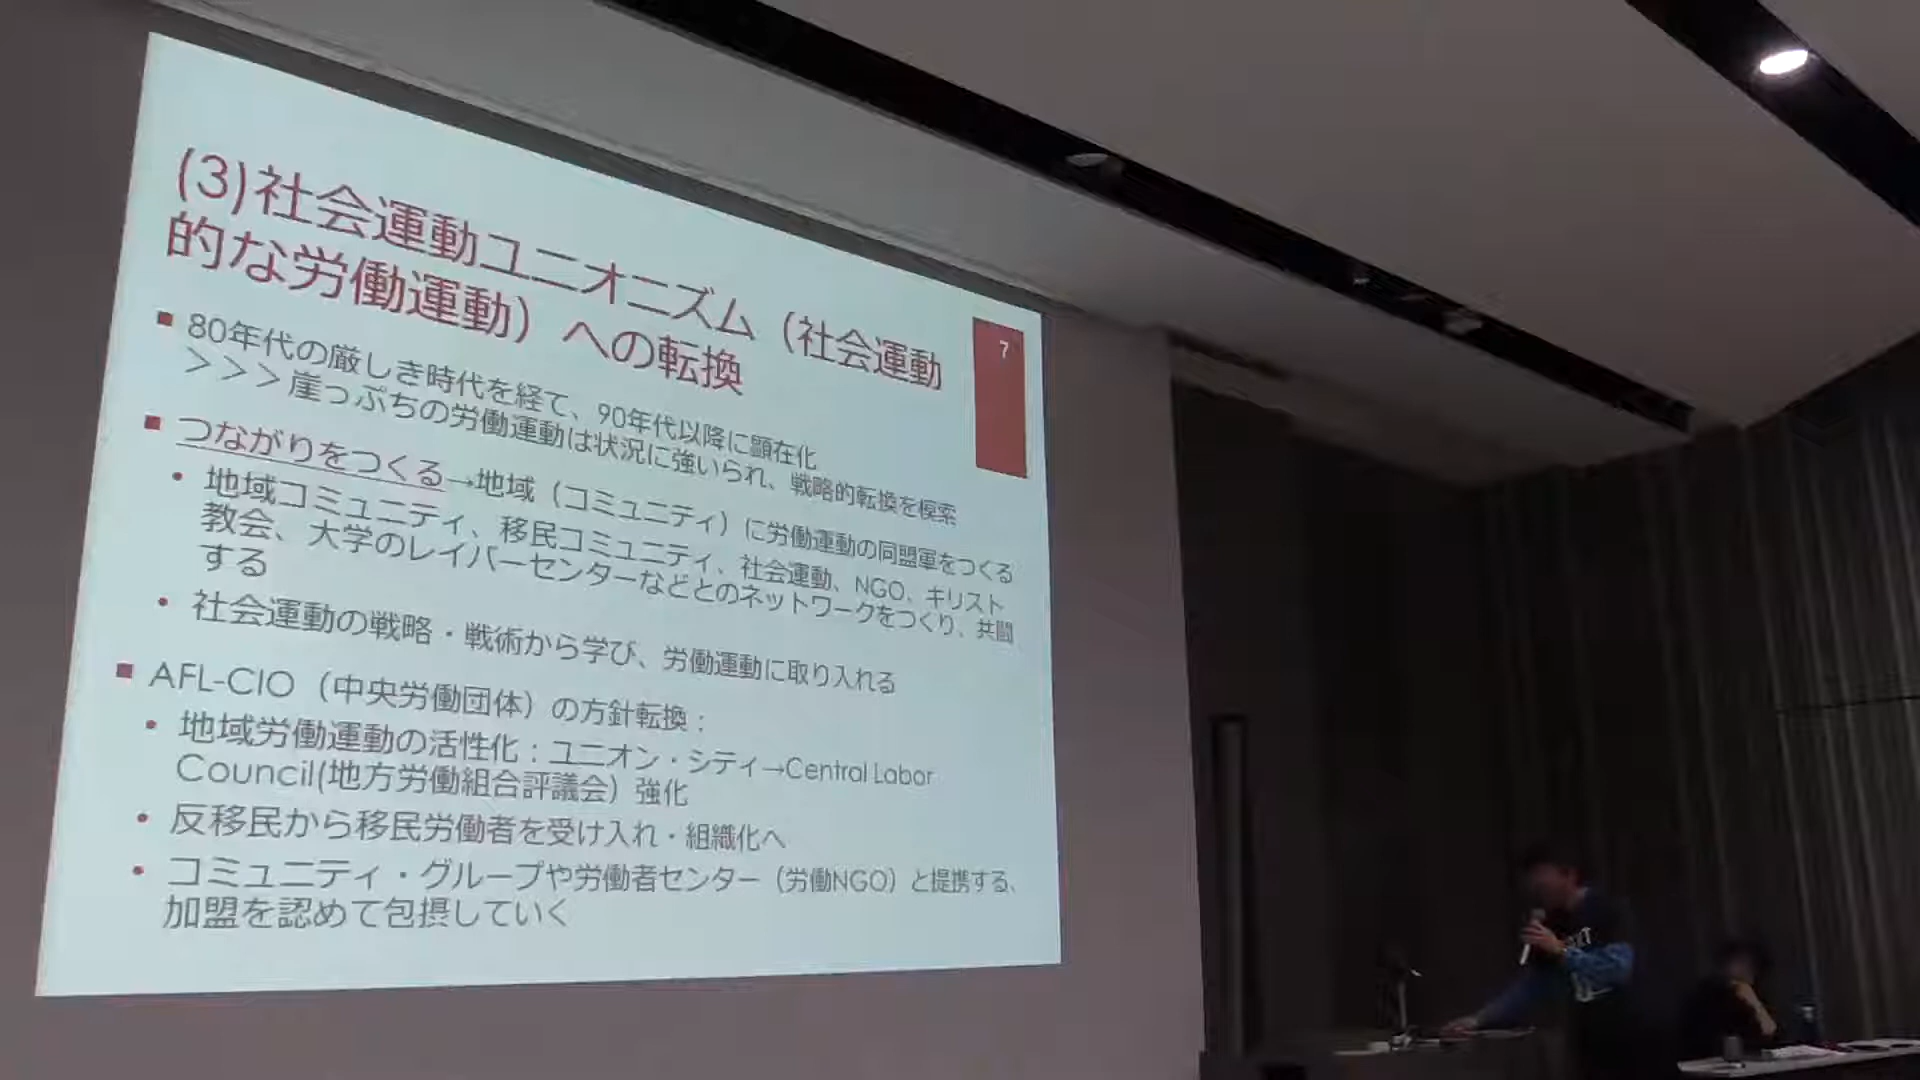 (3)社会運動ユニオニズム（社会運動
的な労働運動）への転換
7
■ 80年代の厳しき時代を経て、90年代以降に顕在化
＞＞＞崖っぷちの労働運動は状況に強いられ、戦略的転換を模索
■ つながりをつくる→地域（コミュニティ）に労働運動の同盟軍をつくる
• 地域コミュニティ、移民コミュニティ、社会運動、NGO、キリスト
教会、大学のレイバーセンターなどとのネットワークをつくり、共闘
する
• 社会運動の戦略・戦術から学び、労働運動に取り入れる
■ AFL-CIO（中央労働団体）の方針転換：
• 地域労働運動の活性化：ユニオン・シティ→Central Labor
Council(地方労働組合評議会）強化
• 反移民から移民労働者を受け入れ・組織化へ
• コミュニティ・グループや労働者センター（労働NGO）と提携する、
加盟を認めて包摂していく